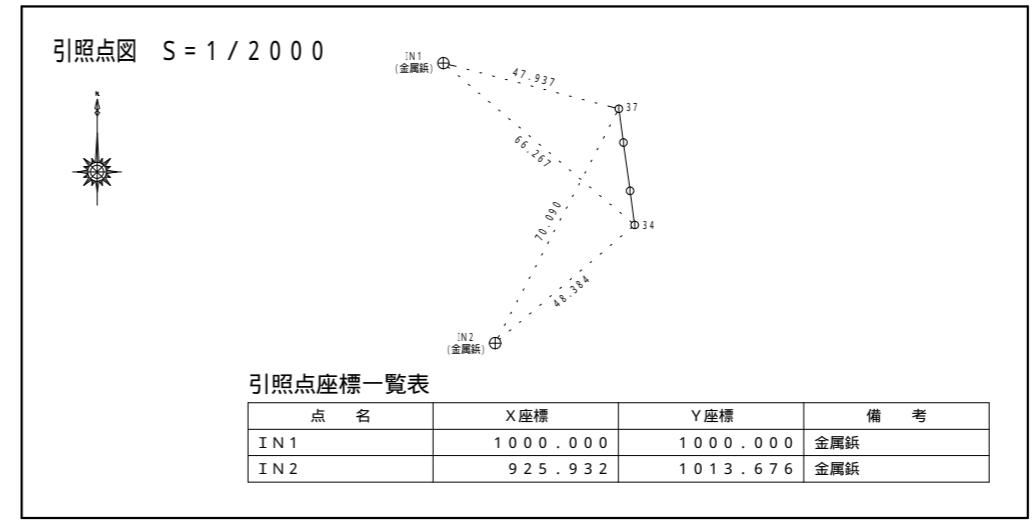 引照点図　S=1/2000
N
IN1
(金属鋲)
47.937
37
66.267
70.090
34
48.384
IN2
(金属鋲)
引照点座標一覧表
点　名　X座標　Y座標　備　考
IN1　1000.000　1000.000　金属鋲
IN2　925.932　1013.676　金属鋲